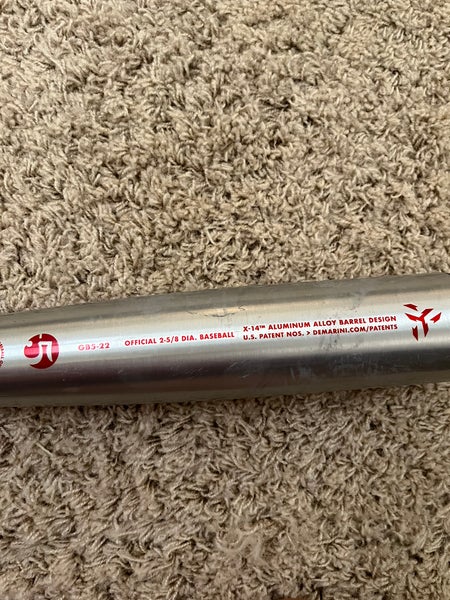 GB5-22
OFFICIAL 2-5/8 DIA. BASEBALL
X-14™ ALUMINUM ALLOY BARREL DESIGN
U.S. PATENT NOS. > DEMARINI.COM/PATENTS